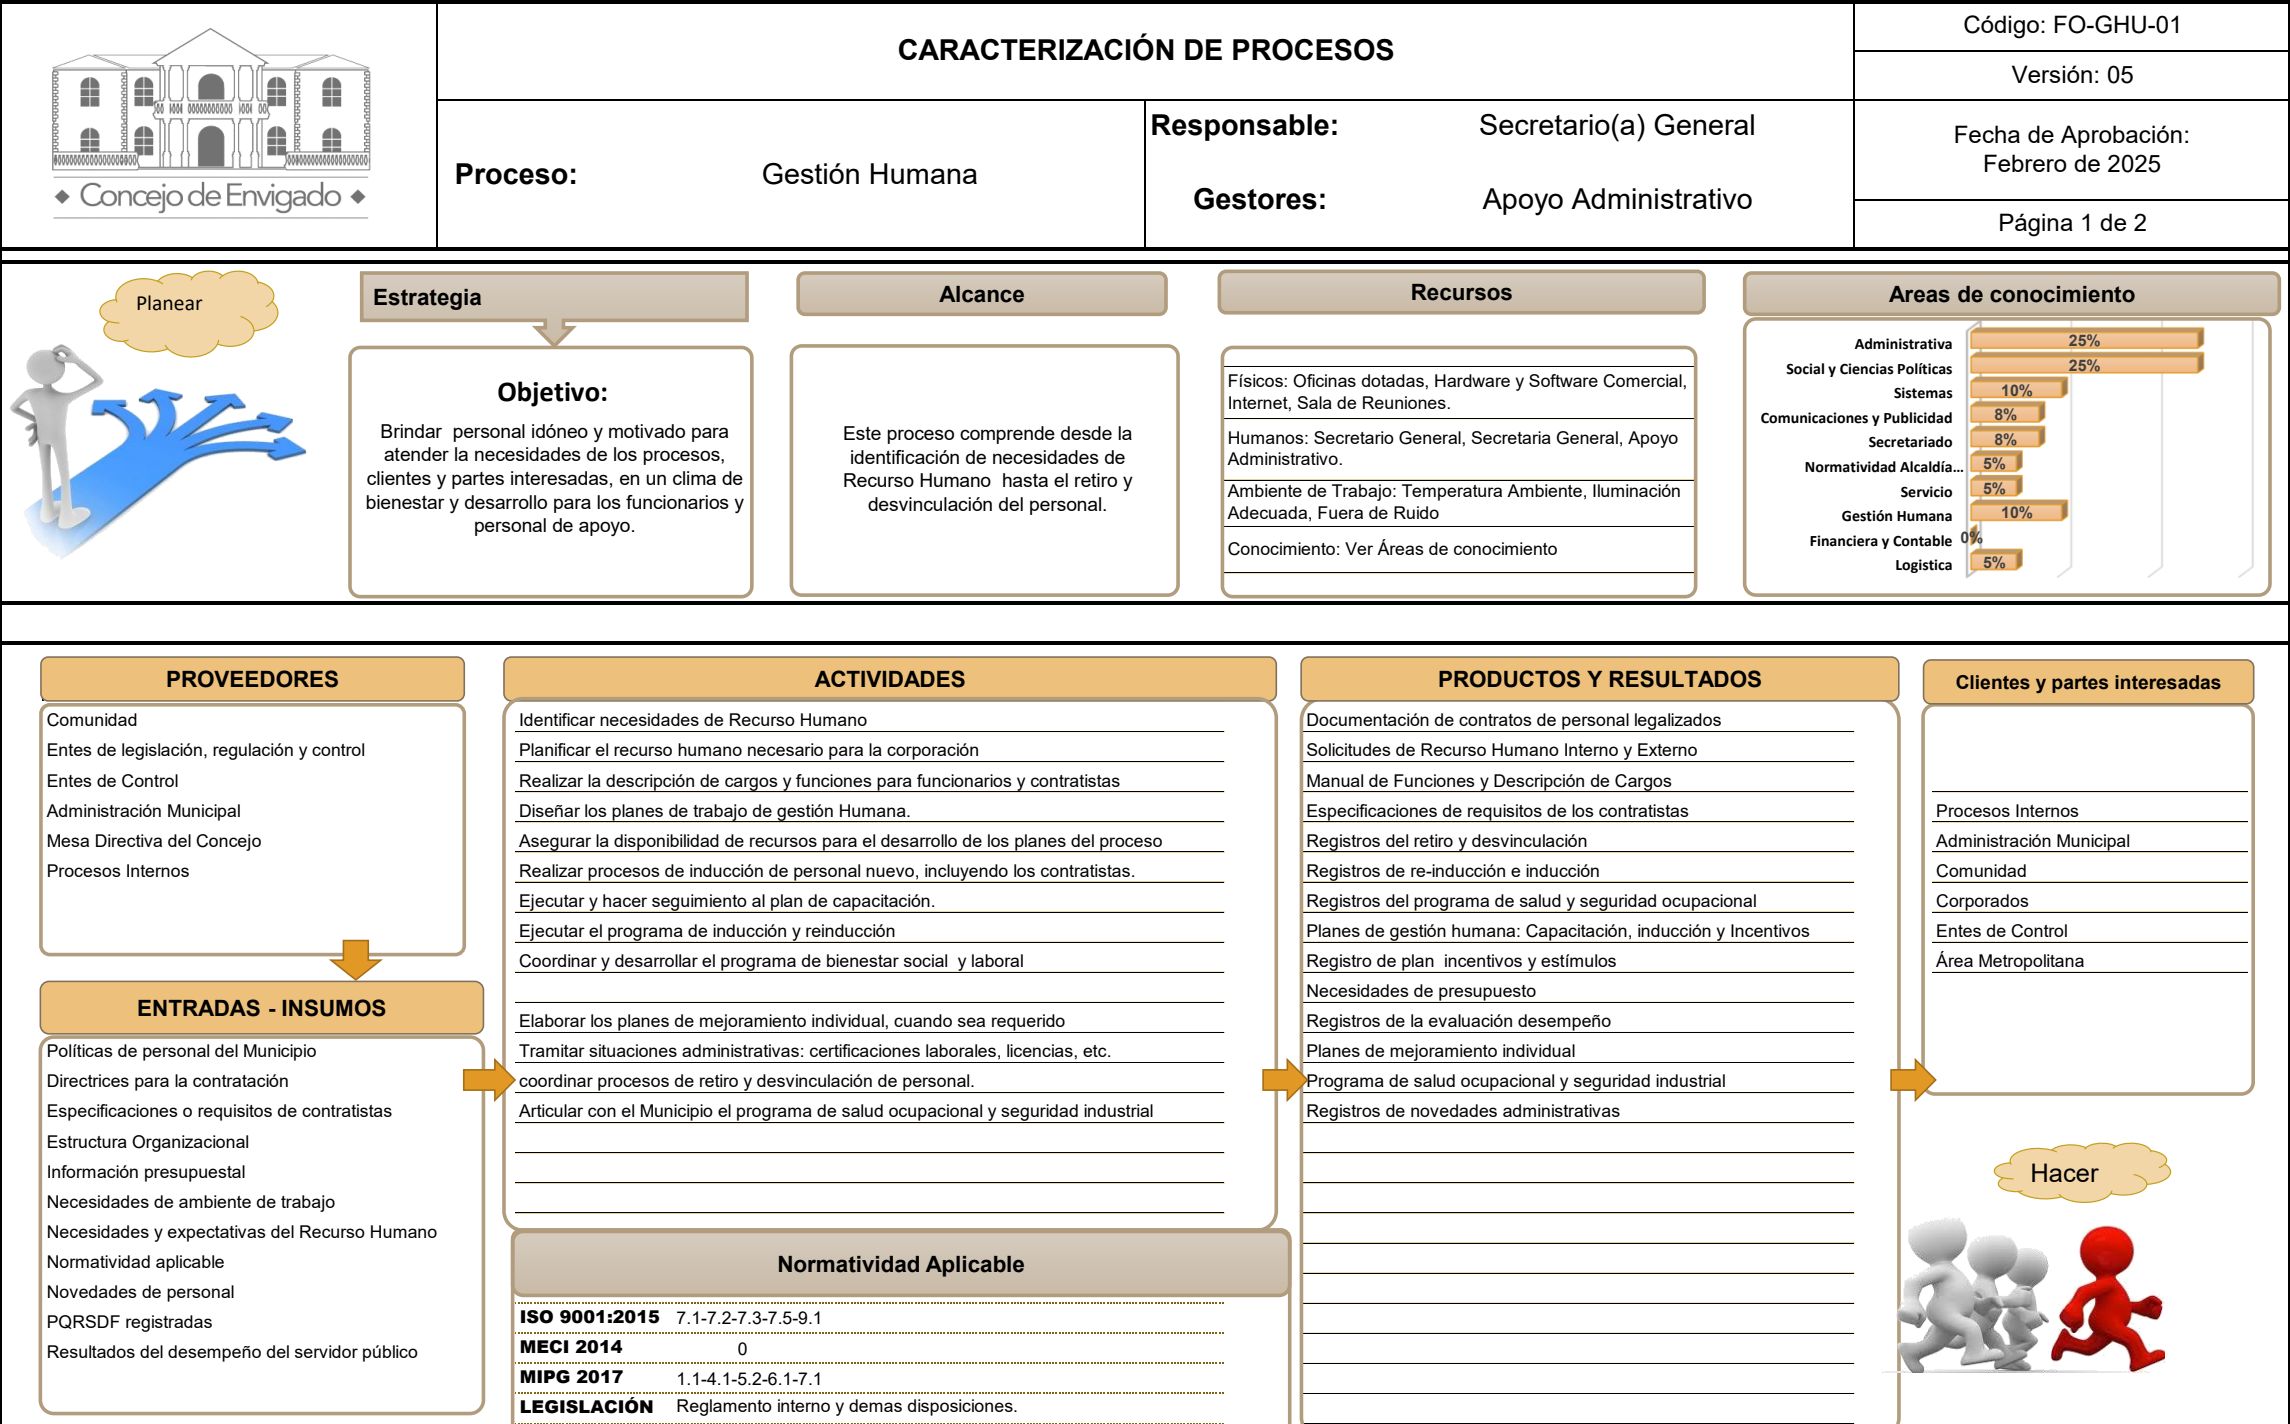 Concejo de Envigado
CARACTERIZACIÓN DE PROCESOS
Código: FO-GHU-01
Versión: 05
Proceso: Gestión Humana
Responsable: Secretario(a) General
Gestores: Apoyo Administrativo
Fecha de Aprobación:
Febrero de 2025
Página 1 de 2
Planear
Estrategia
Objetivo:
Brindar personal idóneo y motivado para
atender la necesidades de los procesos,
clientes y partes interesadas, en un clima de
bienestar y desarrollo para los funcionarios y
personal de apoyo.
Alcance
Este proceso comprende desde la
identificación de necesidades de
Recurso Humano hasta el retiro y
desvinculación del personal.
Recursos
Físicos: Oficinas dotadas, Hardware y Software Comercial,
Internet, Sala de Reuniones.
Humanos: Secretario General, Secretaria General, Apoyo
Administrativo.
Ambiente de Trabajo: Temperatura Ambiente, Iluminación
Adecuada, Fuera de Ruido
Conocimiento: Ver Áreas de conocimiento
Areas de conocimiento
Administrativa 25%
Social y Ciencias Políticas 25%
Sistemas 10%
Comunicaciones y Publicidad 8%
Secretariado 8%
Normatividad Alcaldía... 5%
Servicio 5%
Gestión Humana 10%
Financiera y Contable 0%
Logistica 5%
PROVEEDORES
Comunidad
Entes de legislación, regulación y control
Entes de Control
Administración Municipal
Mesa Directiva del Concejo
Procesos Internos
ENTRADAS - INSUMOS
Políticas de personal del Municipio
Directrices para la contratación
Especificaciones o requisitos de contratistas
Estructura Organizacional
Información presupuestal
Necesidades de ambiente de trabajo
Necesidades y expectativas del Recurso Humano
Normatividad aplicable
Novedades de personal
PQRSDF registradas
Resultados del desempeño del servidor público
ACTIVIDADES
Identificar necesidades de Recurso Humano
Planificar el recurso humano necesario para la corporación
Realizar la descripción de cargos y funciones para funcionarios y contratistas
Diseñar los planes de trabajo de gestión Humana.
Asegurar la disponibilidad de recursos para el desarrollo de los planes del proceso
Realizar procesos de inducción de personal nuevo, incluyendo los contratistas.
Ejecutar y hacer seguimiento al plan de capacitación.
Ejecutar el programa de inducción y reinducción
Coordinar y desarrollar el programa de bienestar social y laboral
Elaborar los planes de mejoramiento individual, cuando sea requerido
Tramitar situaciones administrativas: certificaciones laborales, licencias, etc.
coordinar procesos de retiro y desvinculación de personal.
Articular con el Municipio el programa de salud ocupacional y seguridad industrial
Normatividad Aplicable
ISO 9001:2015 7.1-7.2-7.3-7.5-9.1
MECI 2014 0
MIPG 2017 1.1-4.1-5.2-6.1-7.1
LEGISLACIÓN Reglamento interno y demas disposiciones.
PRODUCTOS Y RESULTADOS
Documentación de contratos de personal legalizados
Solicitudes de Recurso Humano Interno y Externo
Manual de Funciones y Descripción de Cargos
Especificaciones de requisitos de los contratistas
Registros del retiro y desvinculación
Registros de re-inducción e inducción
Registros del programa de salud y seguridad ocupacional
Planes de gestión humana: Capacitación, inducción y Incentivos
Registro de plan incentivos y estímulos
Necesidades de presupuesto
Registros de la evaluación desempeño
Planes de mejoramiento individual
Programa de salud ocupacional y seguridad industrial
Registros de novedades administrativas
Clientes y partes interesadas
Procesos Internos
Administración Municipal
Comunidad
Corporados
Entes de Control
Área Metropolitana
Hacer